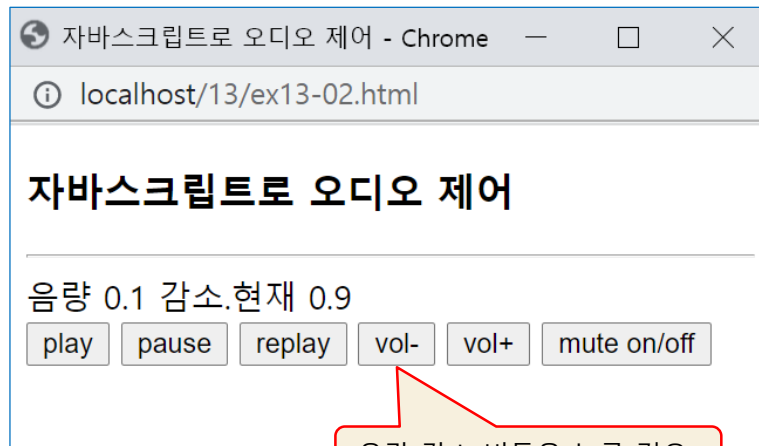 자바스크립트로 오디오 제어 - Chrome
localhost/13/ex13-02.html
자바스크립트로 오디오 제어
음량 0.1 감소.현재 0.9
play pause replay vol- vol+ mute on/off